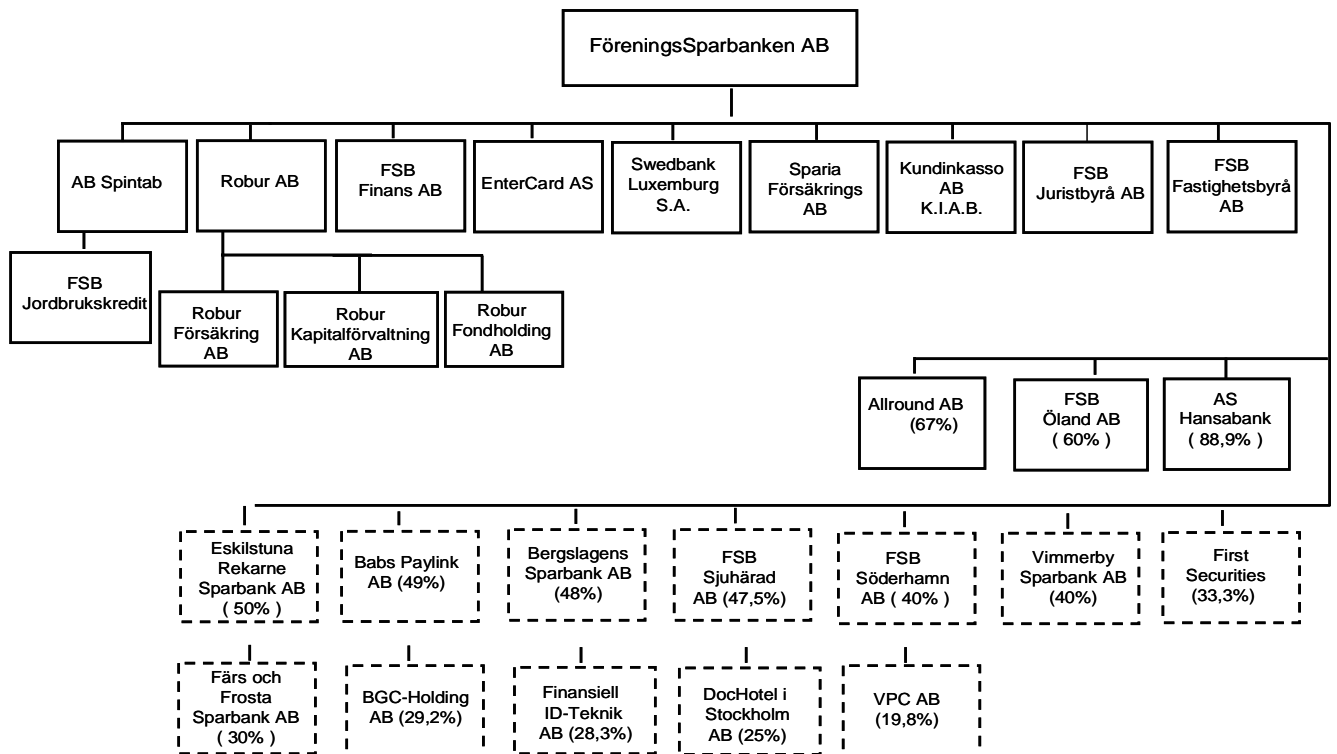 FöreningsSparbanken AB
AB Spintab
Robur AB
FSB
Finans AB
EnterCard AS
Swedbank
Luxemburg
S.A.
Sparia
Försäkrings
AB
Kundinkasso
AB
K.I.A.B.
FSB
Juristbyrå AB
FSB
Fastighetsbyrå
AB
FSB
Jordbrukskredit
Robur
Försäkring
AB
Robur
Kapitalförvaltning
AB
Robur
Fondholding
AB
Allround AB
(67%)
FSB
Öland AB
( 60% )
AS
Hansabank
( 88,9% )
Eskilstuna
Rekarne
Sparbank AB
( 50% )
Babs Paylink
AB (49%)
Bergslagens
Sparbank AB
(48%)
FSB
Sjuhärad
AB (47,5%)
FSB
Söderhamn
AB ( 40% )
Vimmerby
Sparbank AB
(40%)
First
Securities
(33,3%)
Färs och
Frosta
Sparbank AB
( 30% )
BGC-Holding
AB (29,2%)
Finansiell
ID-Teknik
AB (28,3%)
DocHotel i
Stockholm
AB (25%)
VPC AB
(19,8%)